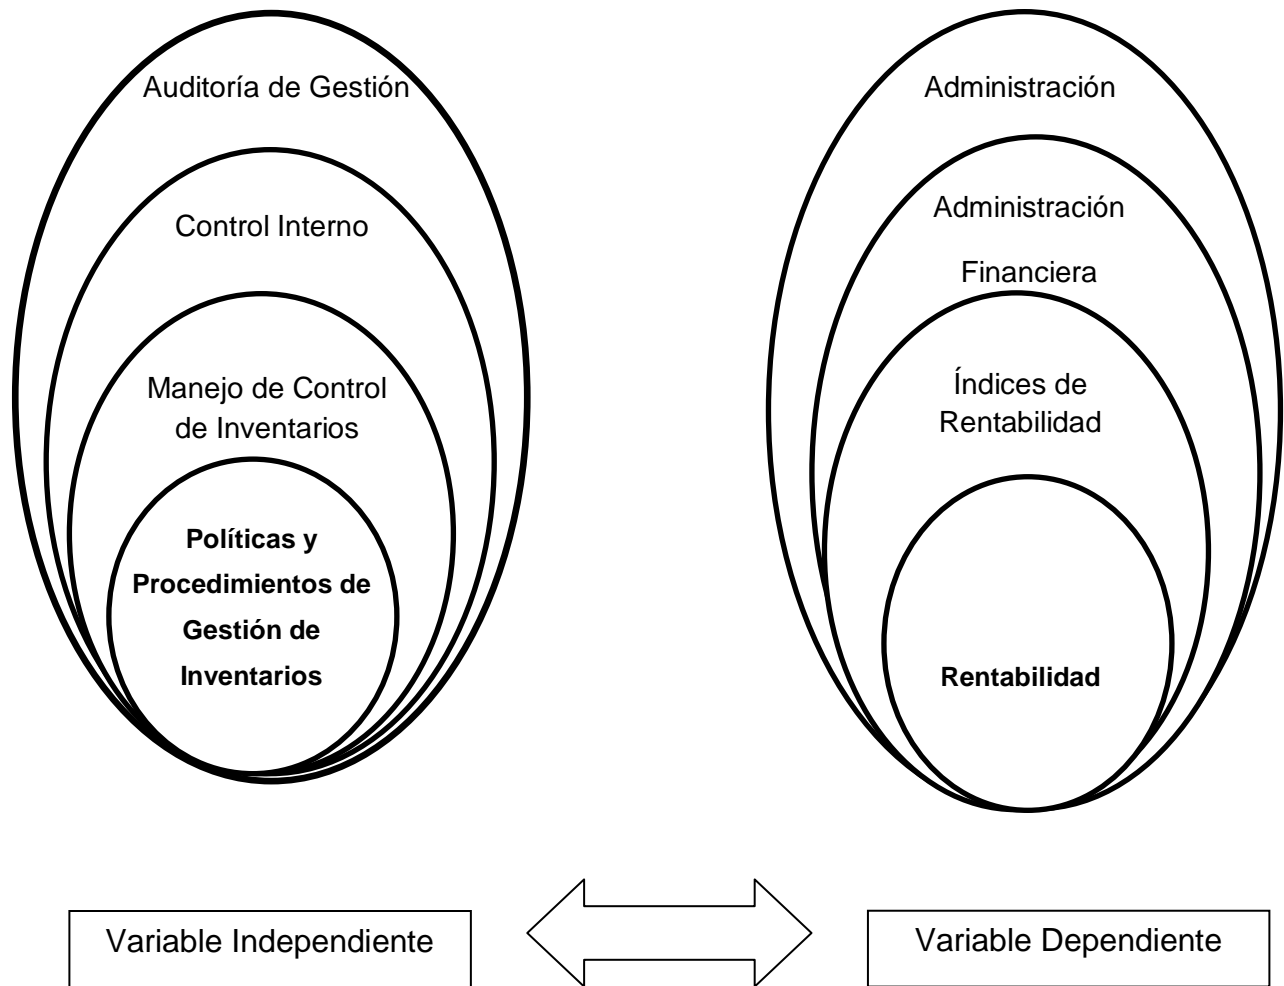 Auditoría de Gestión
Control Interno
Manejo de Control
de Inventarios
Políticas y
Procedimientos de
Gestión de
Inventarios
Administración
Administración
Financiera
Índices de
Rentabilidad
Rentabilidad
Variable Independiente
Variable Dependiente